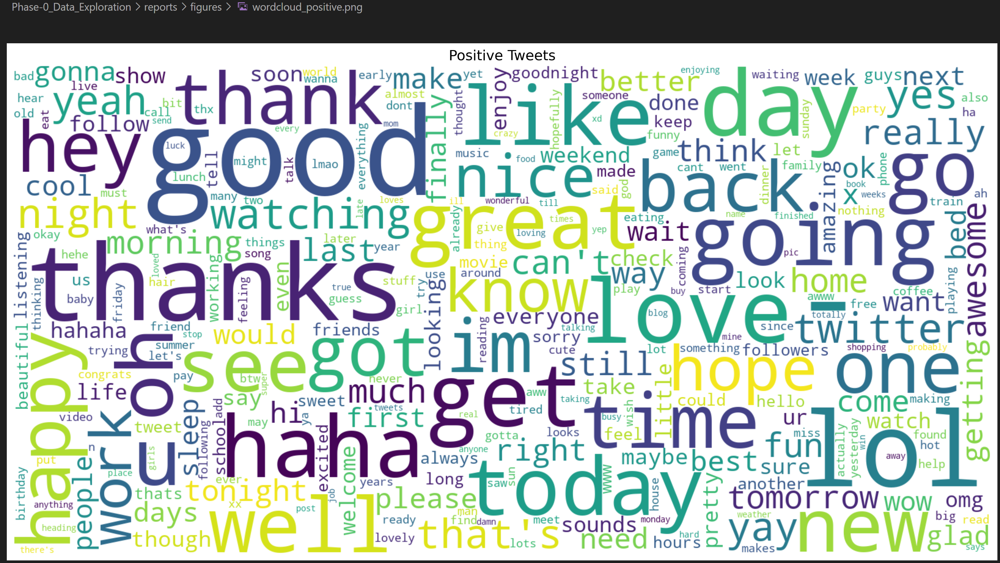 Phase-0_Data_Exploration > reports > figures > wordcloud_positive.png
Positive Tweets
bad gonna show thank soon world wanna early make yet enjoy goodnight better enjoying day waiting week guys next
live hear yeah bit call thx almost dont finally thought like hopefully someone done sunday party yes also
old eat follow send every mom crazy xd keep funny ha really
hey good luck might lmao tell talk everything music food weekend game think let
cool lunch must many two nice made back cant went dinner family amazing ok phone book x weeks go ah
night watching late loves ill wonderful till said god eating name finished nothing train
okay what's great already give times loving yep thing wait going bed awesome
listening morning things song later last year movie can't check coming pic
hehe loved working thanks even stuff use around know way look home
us hair thinking baby friday feeling true guess try girl looking play buy start love awww coffee playing
hahaha friend stop would friends everyone reading talking blog - free want totally twitter since
beautiful happy trying oh summer let's see got im sorry cute mine lot something followers shopping probably
congrats pay btw super never still hope one getting
life say much get aww take little could hello come making
video school add hi ya sweet tweets first real tired taking time busy wish ur lol watch
work tweet sleep following may haha excited gotta looks feel miss actually yesterday win found hot
n u girls people put place always anyone right maybe best fun sure away help
birthday ever welcome years long today saw sun www house pretty another
anything thats tonight xx job post please man tomorrow wow omg
days well ready find damn meet sounds monday weather yay new big read
heading though lovely that's lots need hours hard makes glad says
there's